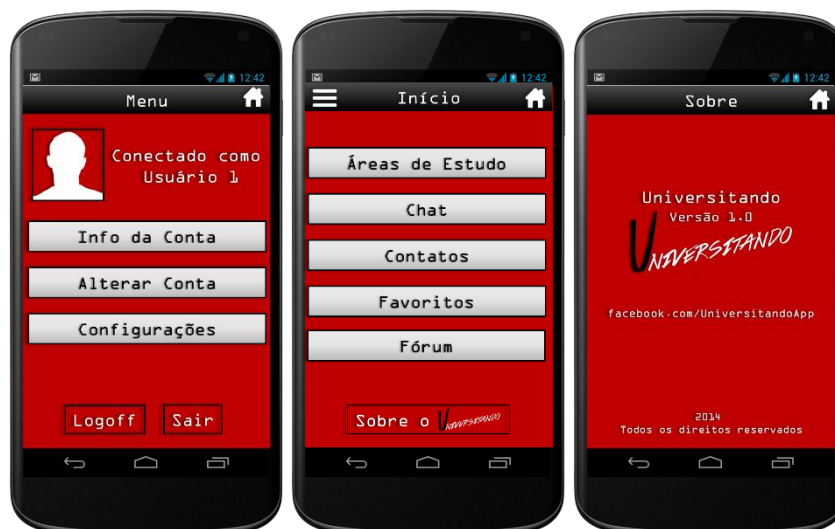 12:42
Menu
Conectado como
Usuário 1
Info da Conta
Alterar Conta
Configurações
Logoff
Sair
12:42
Início
Áreas de Estudo
Chat
Contatos
Favoritos
Fórum
Sobre o UNIVERSITANDO
12:42
Sobre
Universitando
Versão 1.0
UNIVERSITANDO
facebook.com/UniversitandoApp
2014
Todos os direitos reservados